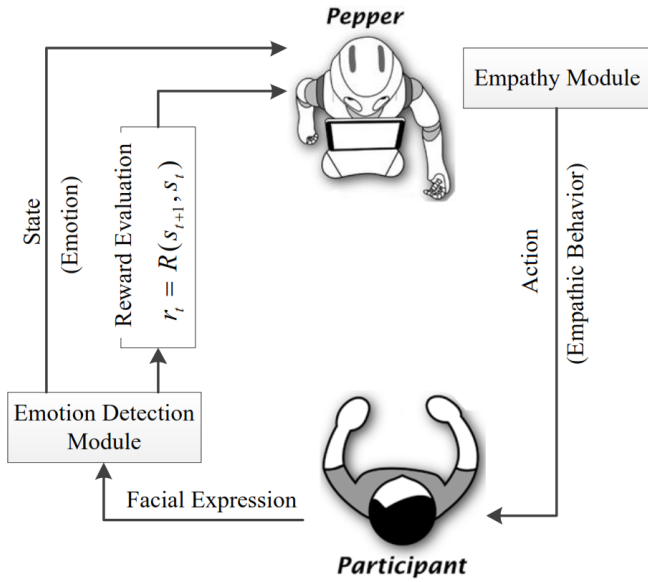 Pepper
Empathy Module
State
(Emotion)
Reward Evaluation
r_t = R(s_{t+1}, s_t)
Action
(Empathic Behavior)
Emotion Detection
Module
Facial Expression
Participant